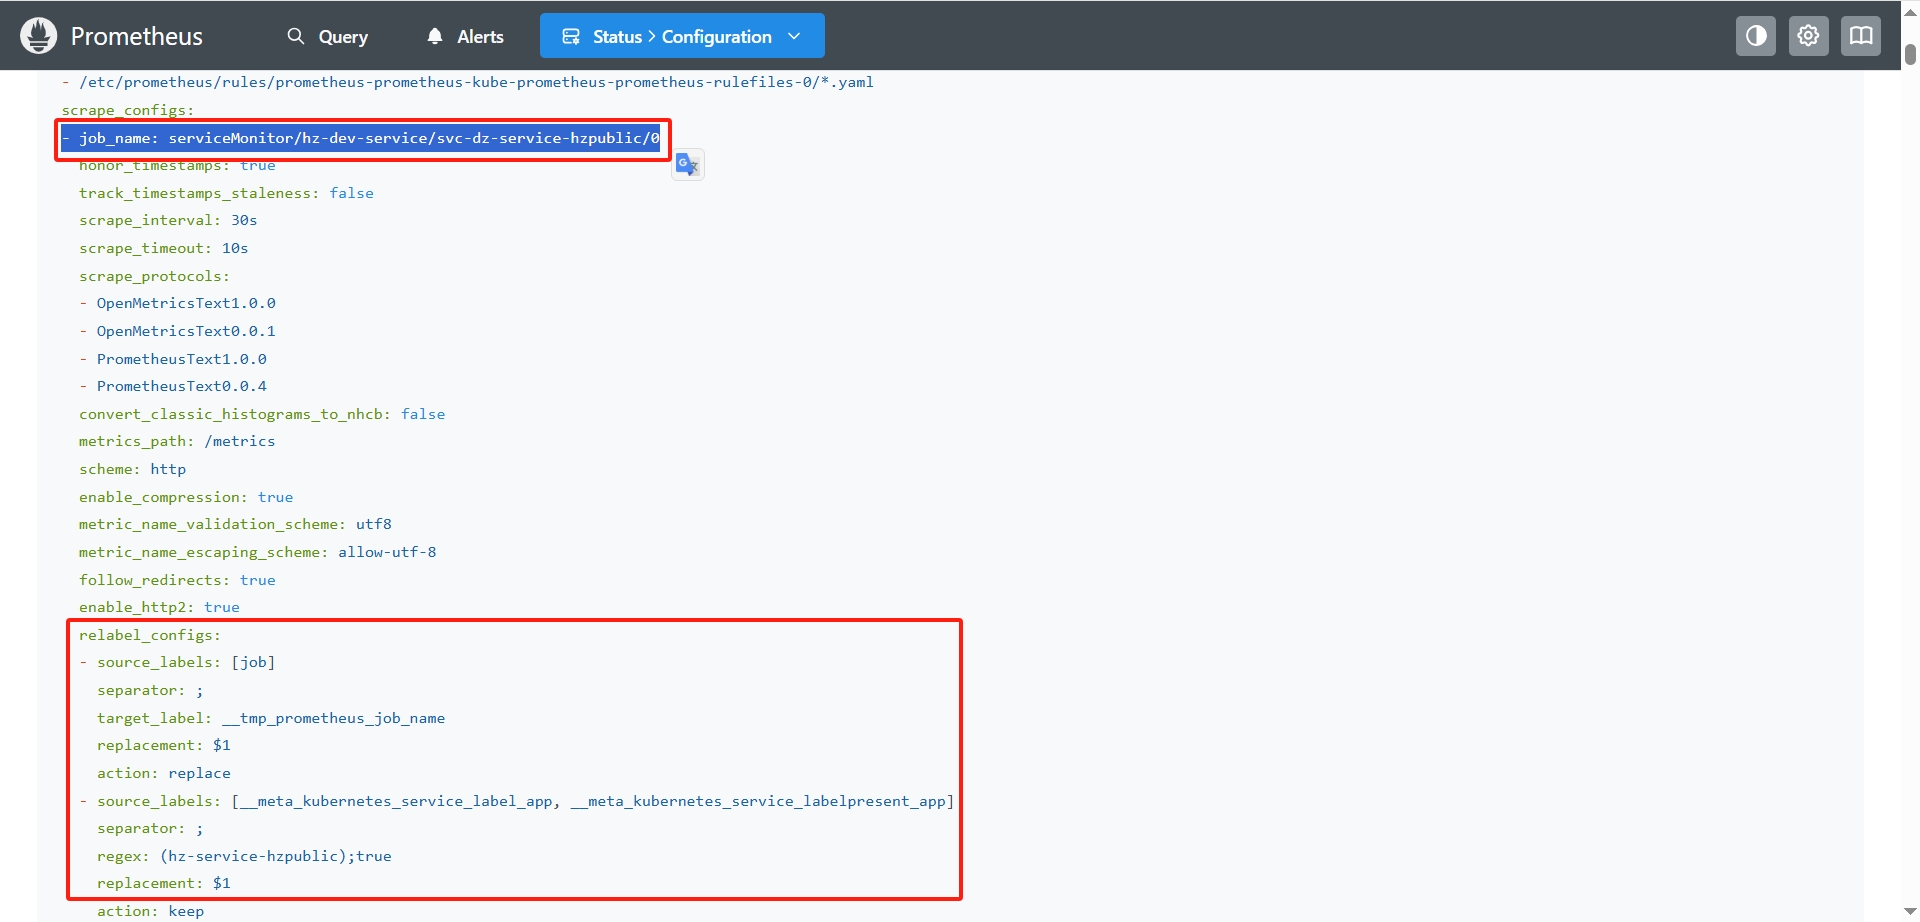 Prometheus
Query
Alerts
Status > Configuration
- /etc/prometheus/rules/prometheus-prometheus-kube-prometheus-prometheus-rulefiles-0/*.yaml
scrape_configs:
- job_name: serviceMonitor/hz-dev-service/svc-dz-service-hzpublic/0
honor_timestamps: true
track_timestamps_staleness: false
scrape_interval: 30s
scrape_timeout: 10s
scrape_protocols:
- OpenMetricsText1.0.0
- OpenMetricsText0.0.1
- PrometheusText1.0.0
- PrometheusText0.0.4
convert_classic_histograms_to_nhcb: false
metrics_path: /metrics
scheme: http
enable_compression: true
metric_name_validation_scheme: utf8
metric_name_escaping_scheme: allow-utf-8
follow_redirects: true
enable_http2: true
relabel_configs:
- source_labels: [job]
separator: ;
target_label: __tmp_prometheus_job_name
replacement: $1
action: replace
- source_labels: [__meta_kubernetes_service_label_app, __meta_kubernetes_service_labelpresent_app]
separator: ;
regex: (hz-service-hzpublic);true
replacement: $1
action: keep